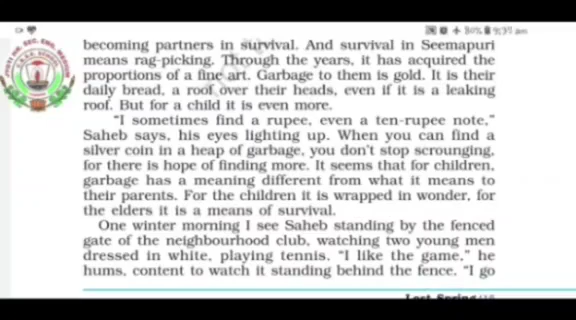 80% 9:37 am
becoming partners in survival. And survival in Seemapuri
means rag-picking. Through the years, it has acquired the
proportions of a fine art. Garbage to them is gold. It is their
daily bread, a roof over their heads, even if it is a leaking
roof. But for a child it is even more.
“I sometimes find a rupee, even a ten-rupee note,”
Saheb says, his eyes lighting up. When you can find a
silver coin in a heap of garbage, you don’t stop scrounging,
for there is hope of finding more. It seems that for children,
garbage has a meaning different from what it means to
their parents. For the children it is wrapped in wonder, for
the elders it is a means of survival.
One winter morning I see Saheb standing by the fenced
gate of the neighbourhood club, watching two young men
dressed in white, playing tennis. “I like the game,” he
hums, content to watch it standing behind the fence. “I go
Lost Spring